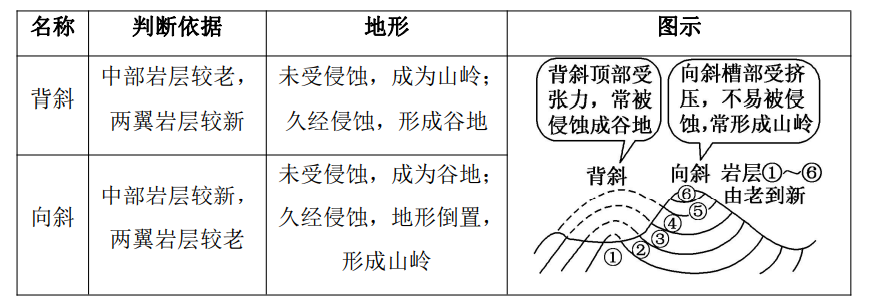 名称 判断依据 地形 图示
背斜
中部岩层较老，
两翼岩层较新
未受侵蚀，成为山岭；
久经侵蚀，形成谷地
向斜
中部岩层较新，
两翼岩层较老
未受侵蚀，成为谷地；
久经侵蚀，地形倒置，
形成山岭
背斜顶部受
张力，常被
侵蚀成谷地
向斜槽部受挤
压，不易被侵
蚀，常形成山岭
背斜
向斜
岩层①～⑥
由老到新
⑥
⑤
④
③
②
①